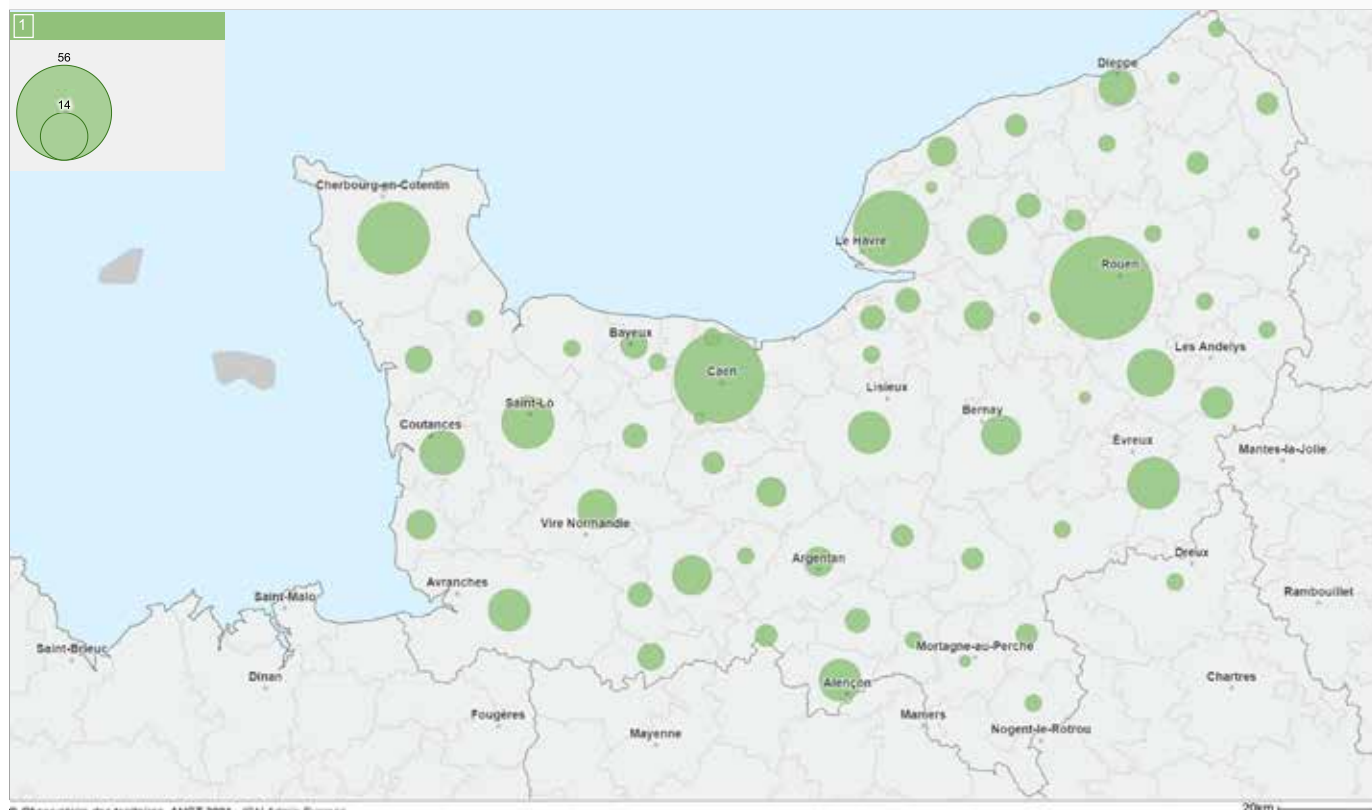 1
56
14
Dieppe
Cherbourg-en-Cotentin
Le Havre
Rouen
Bayeux
Les Andelys
Caen
Lisieux
Saint-Lo
Bernay
Coutances
Évreux
Mantes-la-Jolie
Vire Normandie
Argentan
Dreux
Avranches
Saint-Malo
Rambouillet
Saint-Brieuc
Mortagne-au-Perche
Dinan
Alençon
Chartres
Fougères
Mamers
Nogent-le-Rotrou
Mayenne
20km